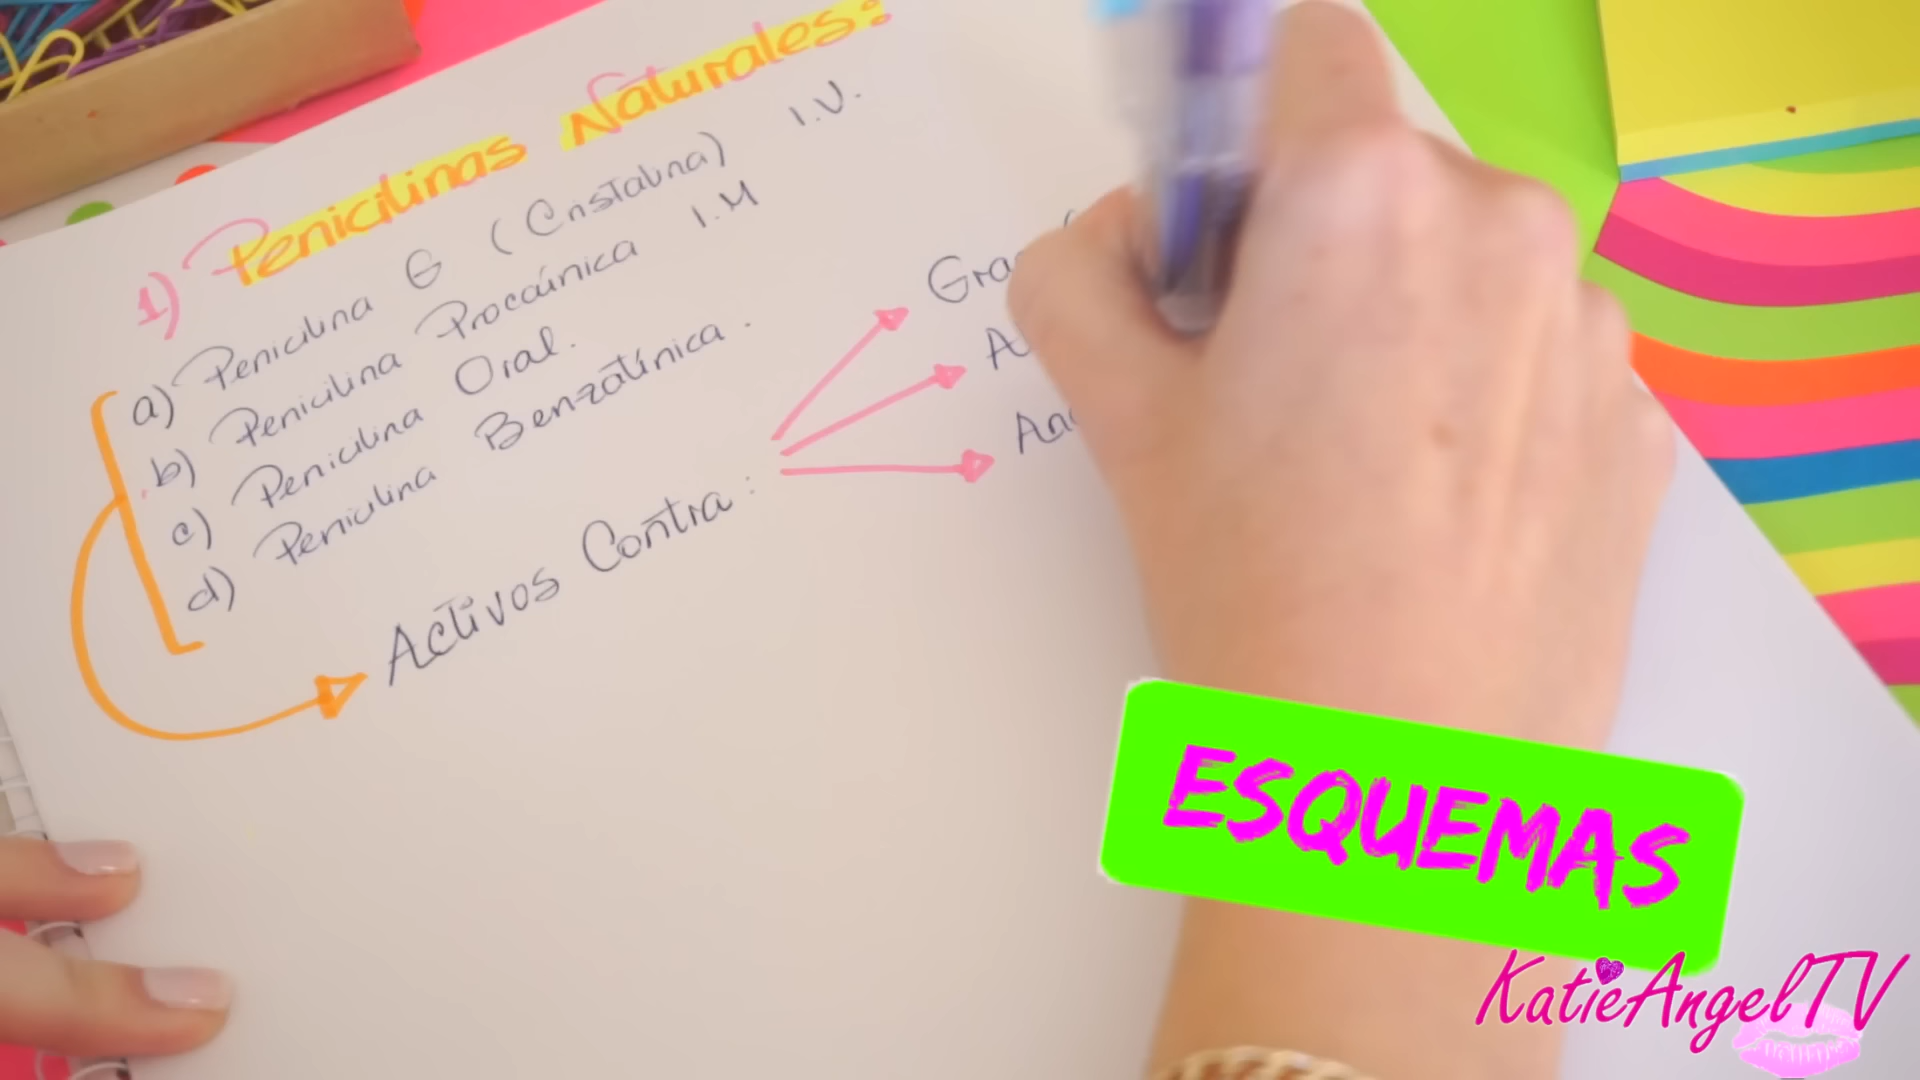 1) Penicilinas Naturales:
a) Penicilina G (Cristalina) I.V.
b) Penicilina Procaínica I.M
c) Penicilina Oral.
d) Penicilina Benzatínica.
Activos Contra:
ESQUEMAS
KatieAngelTV